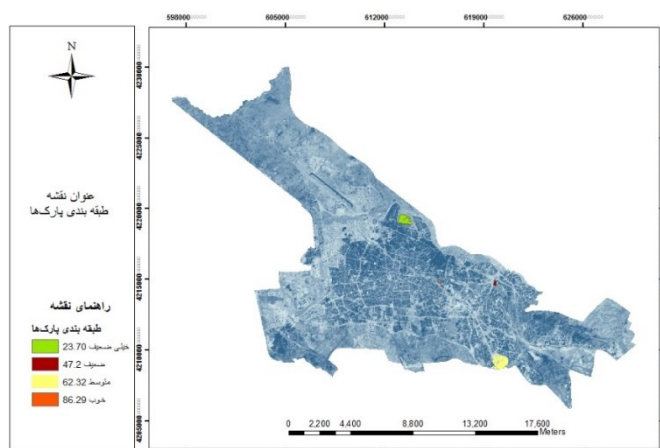 598000 605000 612000 619000 626000
N
عنوان نقشه
طبقه بندی پارک‌ها
راهنمای نقشه
طبقه بندی پارک‌ها
خیلی ضعیف 23.70
ضعیف 47.2
متوسط 62.32
خوب 86.29
4230000
4225000
4220000
4215000
4210000
4205000
0 2,200 4,400 8,800 13,200 17,600
Meters